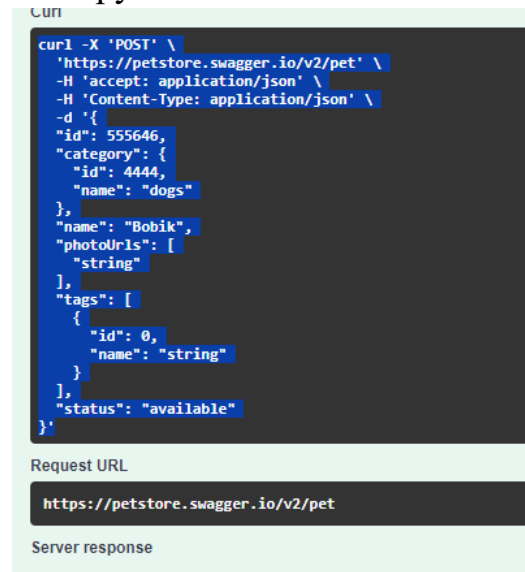 Curl
curl -X 'POST' \
  'https://petstore.swagger.io/v2/pet' \
  -H 'accept: application/json' \
  -H 'Content-Type: application/json' \
  -d '{
  "id": 555646,
  "category": {
    "id": 4444,
    "name": "dogs"
  },
  "name": "Bobik",
  "photoUrls": [
    "string"
  ],
  "tags": [
    {
      "id": 0,
      "name": "string"
    }
  ],
  "status": "available"
}'
Request URL
https://petstore.swagger.io/v2/pet
Server response